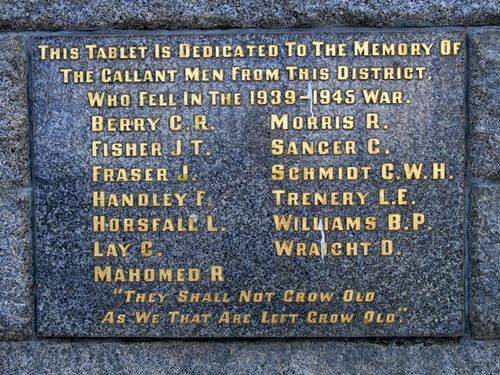 THIS TABLET IS DEDICATED TO THE MEMORY OF
THE GALLANT MEN FROM THIS DISTRICT,
WHO FELL IN THE 1939-1945 WAR.
BERRY G.R. MORRIS R.
FISHER J T. SANGER C.
FRASER J. SCHMIDT C.W.H.
HANDLEY F. TRENERY L.E.
HORSFALL L. WILLIAMS B.P.
LAY C. WRAIGHT D.
MAHOMED R
"THEY SHALL NOT GROW OLD
AS WE THAT ARE LEFT GROW OLD".